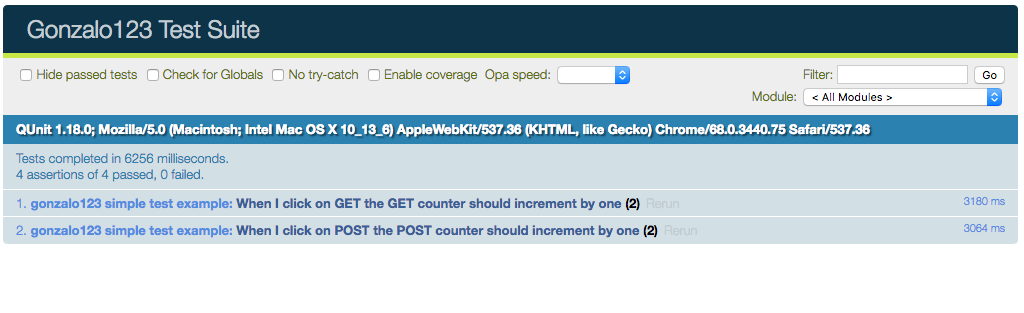 Gonzalo123 Test Suite
Hide passed tests Check for Globals No try-catch Enable coverage Opa speed: Filter: Go
Module: < All Modules >
QUnit 1.18.0; Mozilla/5.0 (Macintosh; Intel Mac OS X 10_13_6) AppleWebKit/537.36 (KHTML, like Gecko) Chrome/68.0.3440.75 Safari/537.36
Tests completed in 6256 milliseconds.
4 assertions of 4 passed, 0 failed.
1. gonzalo123 simple test example: When I click on GET the GET counter should increment by one (2) Rerun 3180 ms
2. gonzalo123 simple test example: When I click on POST the POST counter should increment by one (2) Rerun 3064 ms